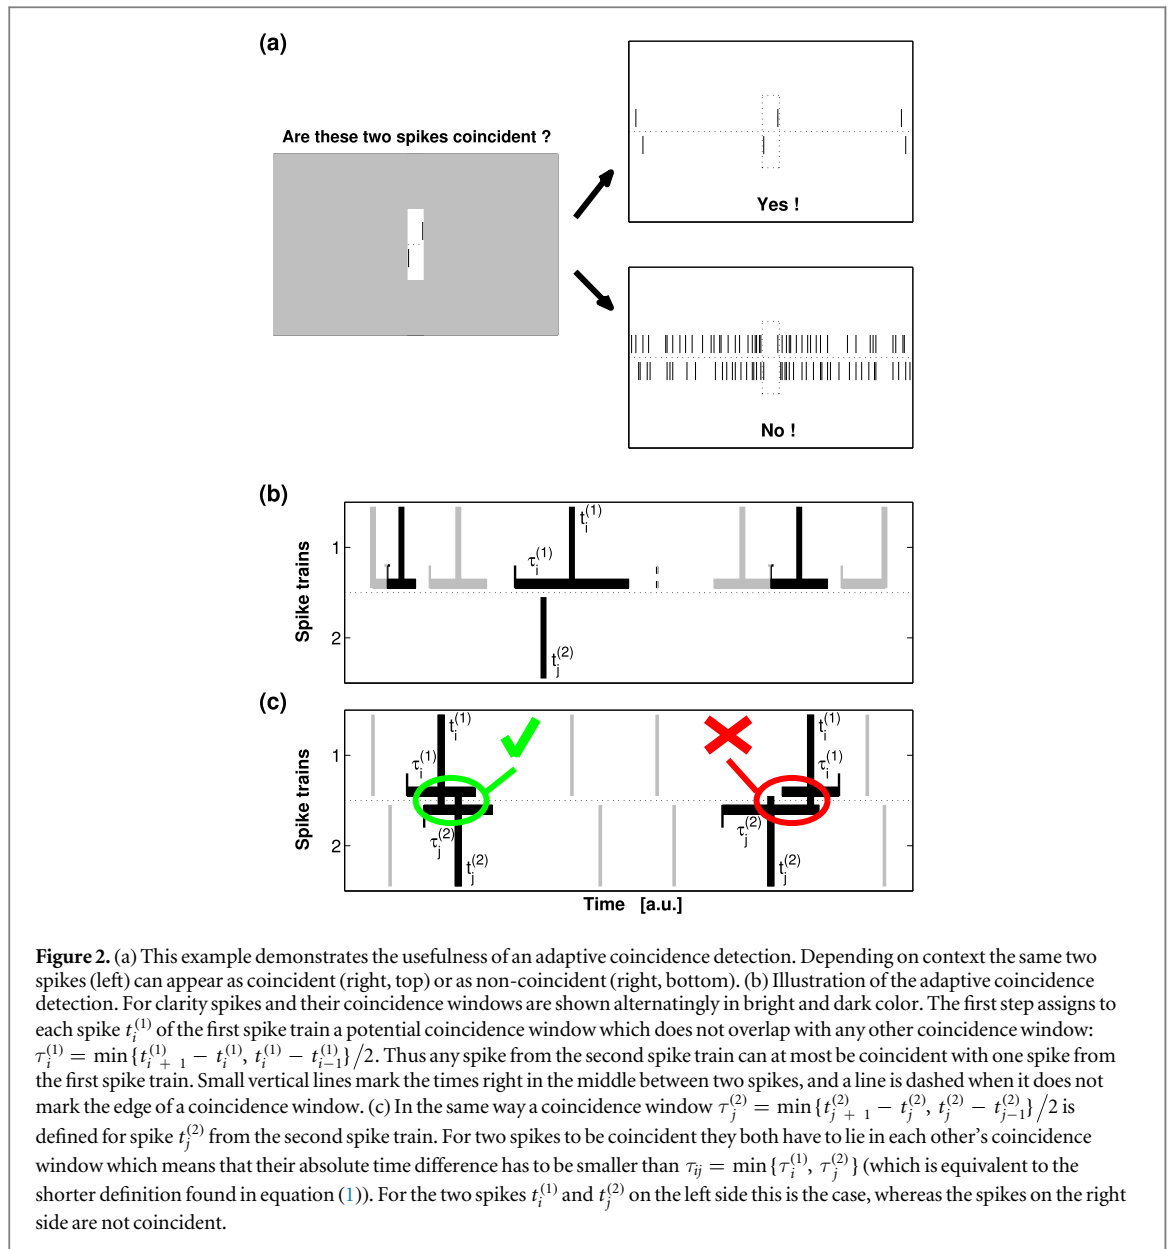 (a)
Are these two spikes coincident ?
Yes !
No !
(b)
Spike trains
1
2
t_i^(1)
τ_i^(1)
t_j^(2)
(c)
Spike trains
1
2
t_i^(1)
τ_i^(1)
τ_j^(2)
t_j^(2)
t_i^(1)
τ_i^(1)
τ_j^(2)
t_j^(2)
Time [a.u.]
Figure 2. (a) This example demonstrates the usefulness of an adaptive coincidence detection. Depending on context the same two
spikes (left) can appear as coincident (right, top) or as non-coincident (right, bottom). (b) Illustration of the adaptive coincidence
detection. For clarity spikes and their coincidence windows are shown alternatingly in bright and dark color. The first step assigns to
each spike t_i^(1) of the first spike train a potential coincidence window which does not overlap with any other coincidence window:
τ_i^(1) = min{t_{i+1}^(1) − t_i^(1), t_i^(1) − t_{i−1}^(1)}/2. Thus any spike from the second spike train can at most be coincident with one spike from
the first spike train. Small vertical lines mark the times right in the middle between two spikes, and a line is dashed when it does not
mark the edge of a coincidence window. (c) In the same way a coincidence window τ_j^(2) = min{t_{j+1}^(2) − t_j^(2), t_j^(2) − t_{j−1}^(2)}/2 is
defined for spike t_j^(2) from the second spike train. For two spikes to be coincident they both have to lie in each other's coincidence
window which means that their absolute time difference has to be smaller than τ_ij = min{τ_i^(1), τ_j^(2)} (which is equivalent to the
shorter definition found in equation (1)). For the two spikes t_i^(1) and t_j^(2) on the left side this is the case, whereas the spikes on the right
side are not coincident.